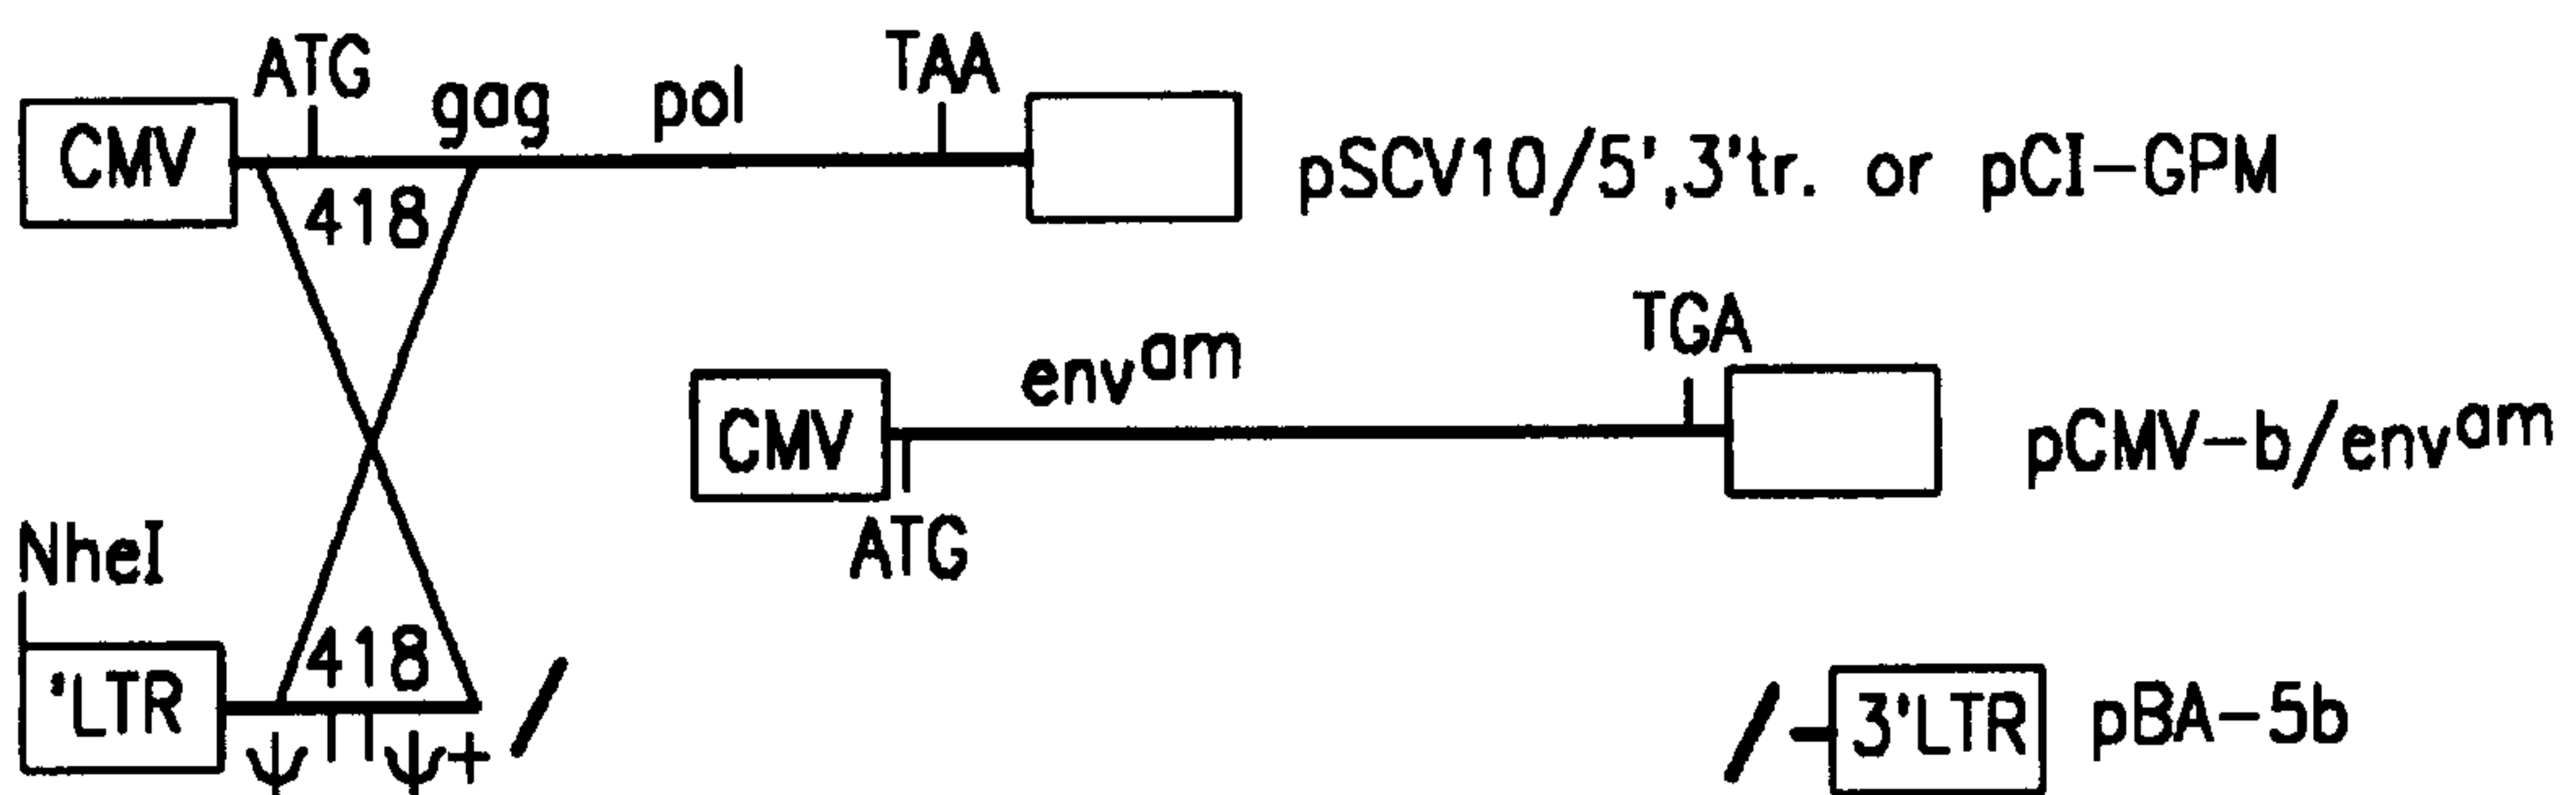 ATG gag pol TAA
CMV
418
pSCV10/5',3'tr. or pCI-GPM
env^am TGA
CMV
ATG
pCMV-b/env^am
NheI
'LTR
418
ψ ψ+
/
/-
3'LTR
pBA-5b